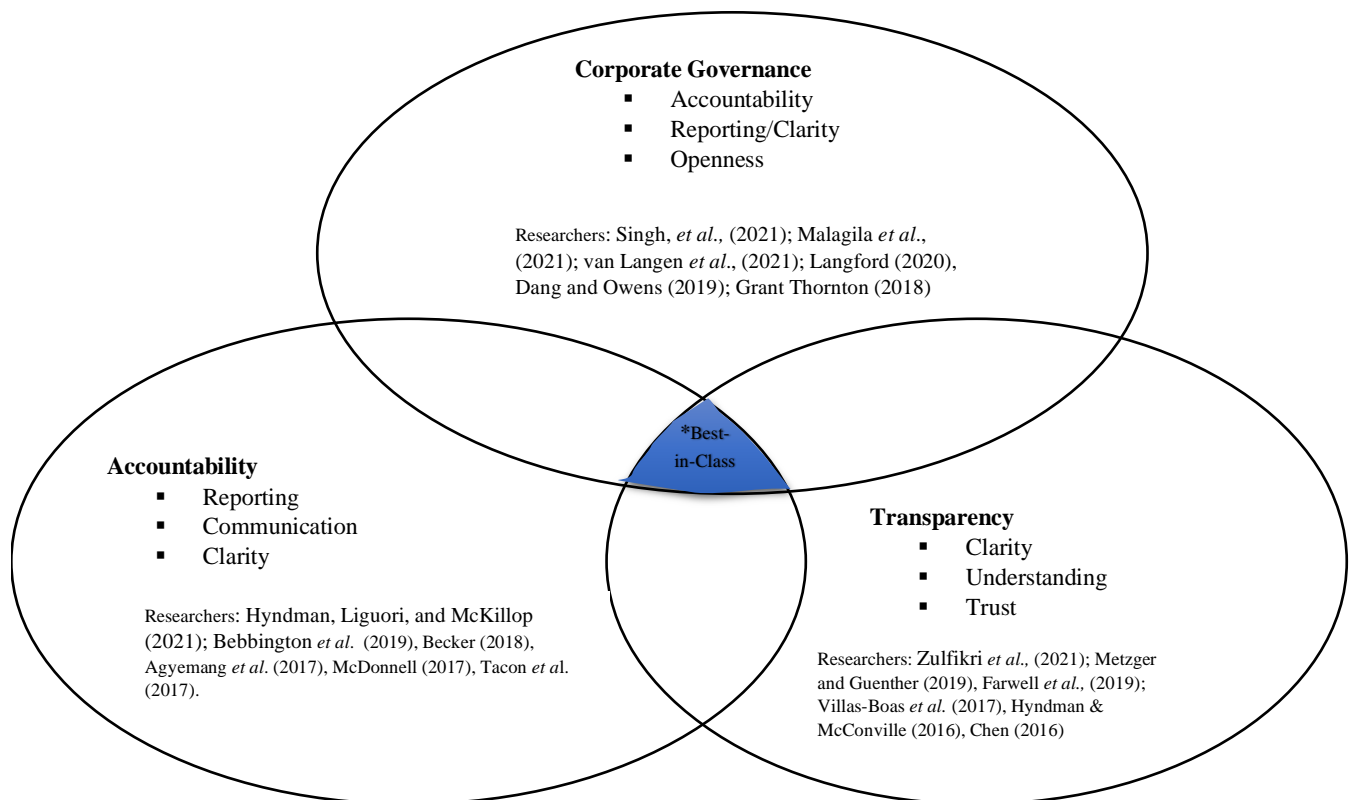 Corporate Governance
▪ Accountability
▪ Reporting/Clarity
▪ Openness
Researchers: Singh, et al., (2021); Malagila et al.,
(2021); van Langen et al., (2021); Langford (2020),
Dang and Owens (2019); Grant Thornton (2018)
*Best-
in-Class
Accountability
▪ Reporting
▪ Communication
▪ Clarity
Researchers: Hyndman, Liguori, and McKillop
(2021); Bebbington et al. (2019), Becker (2018),
Agyemang et al. (2017), McDonnell (2017), Tacon et al.
(2017).
Transparency
▪ Clarity
▪ Understanding
▪ Trust
Researchers: Zulfikri et al., (2021); Metzger
and Guenther (2019), Farwell et al., (2019);
Villas-Boas et al. (2017), Hyndman &
McConville (2016), Chen (2016)